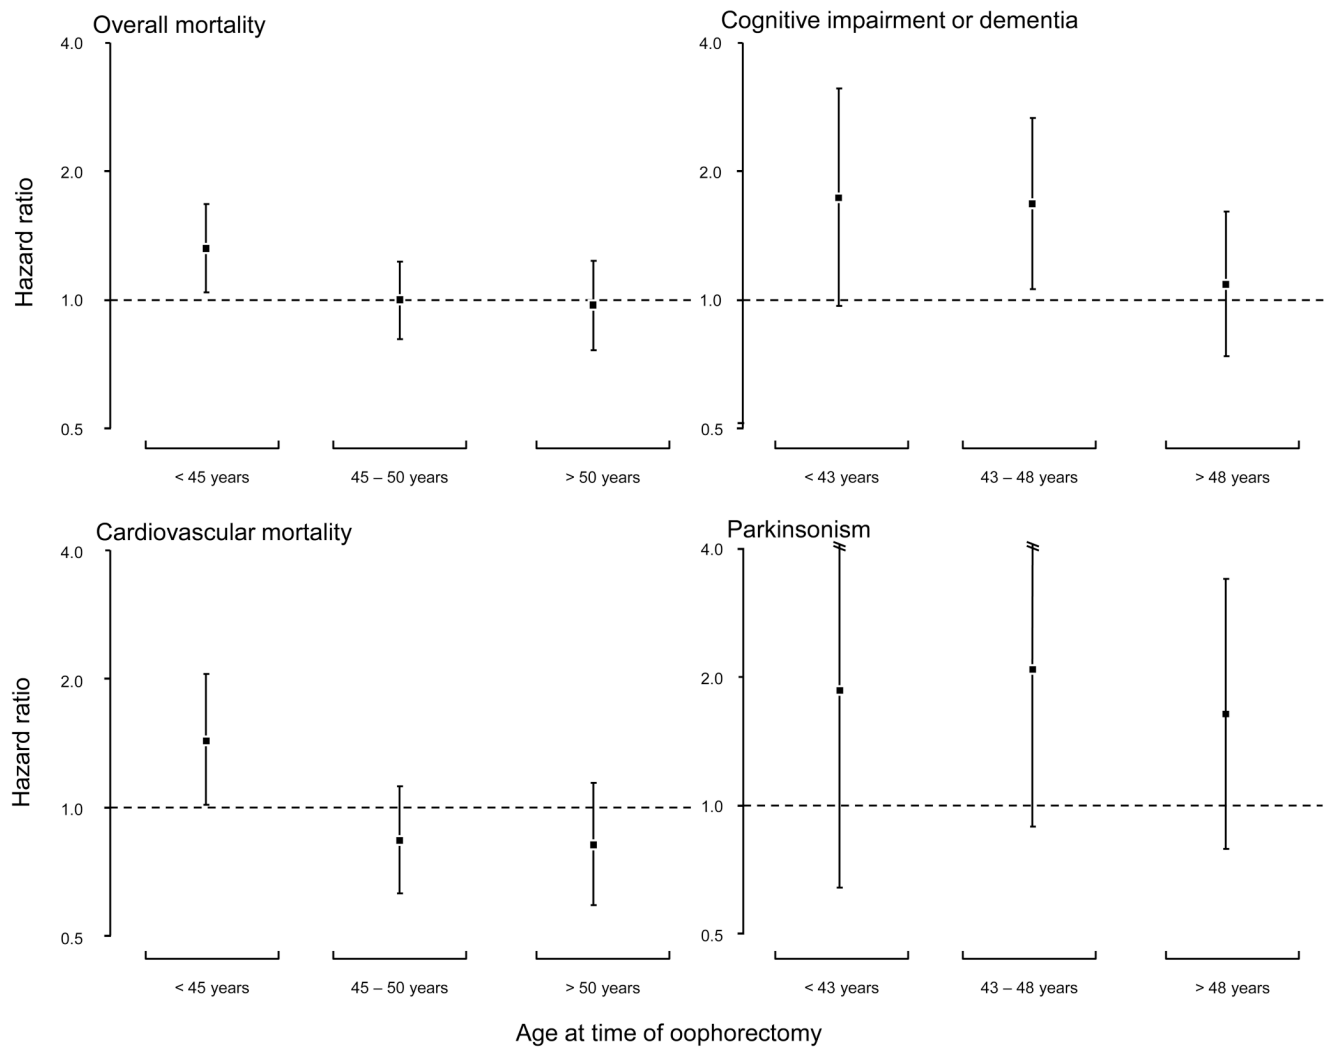 Overall mortality
4.0
2.0
1.0
0.5
Hazard ratio
< 45 years
45 – 50 years
> 50 years
Cognitive impairment or dementia
4.0
2.0
1.0
0.5
< 43 years
43 – 48 years
> 48 years
Cardiovascular mortality
4.0
2.0
1.0
0.5
Hazard ratio
< 45 years
45 – 50 years
> 50 years
Parkinsonism
4.0
2.0
1.0
0.5
< 43 years
43 – 48 years
> 48 years
Age at time of oophorectomy